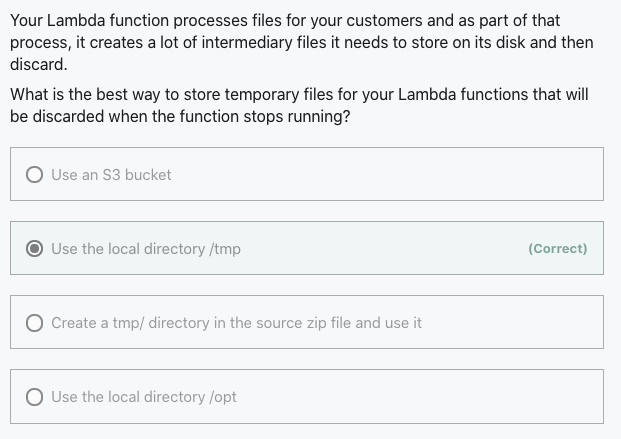 Your Lambda function processes files for your customers and as part of that
process, it creates a lot of intermediary files it needs to store on its disk and then
discard.
What is the best way to store temporary files for your Lambda functions that will
be discarded when the function stops running?
Use an S3 bucket
Use the local directory /tmp (Correct)
Create a tmp/ directory in the source zip file and use it
Use the local directory /opt